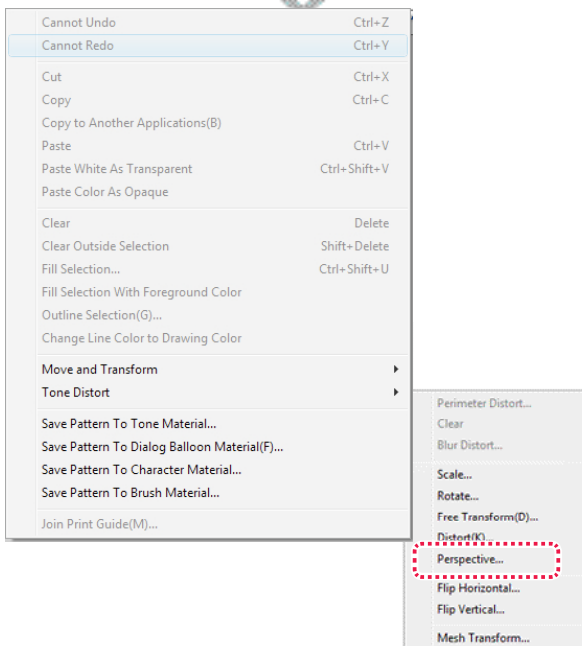 Cannot Undo Ctrl+Z
Cannot Redo Ctrl+Y
Cut Ctrl+X
Copy Ctrl+C
Copy to Another Applications(B)
Paste Ctrl+V
Paste White As Transparent Ctrl+Shift+V
Paste Color As Opaque
Clear Delete
Clear Outside Selection Shift+Delete
Fill Selection... Ctrl+Shift+U
Fill Selection With Foreground Color
Outline Selection(G)...
Change Line Color to Drawing Color
Move and Transform
Tone Distort
Save Pattern To Tone Material...
Save Pattern To Dialog Balloon Material(F)...
Save Pattern To Character Material...
Save Pattern To Brush Material...
Join Print Guide(M)...
Perimeter Distort...
Clear
Blur Distort...
Scale...
Rotate...
Free Transform(D)...
Distort(K)...
Perspective...
Flip Horizontal...
Flip Vertical...
Mesh Transform...